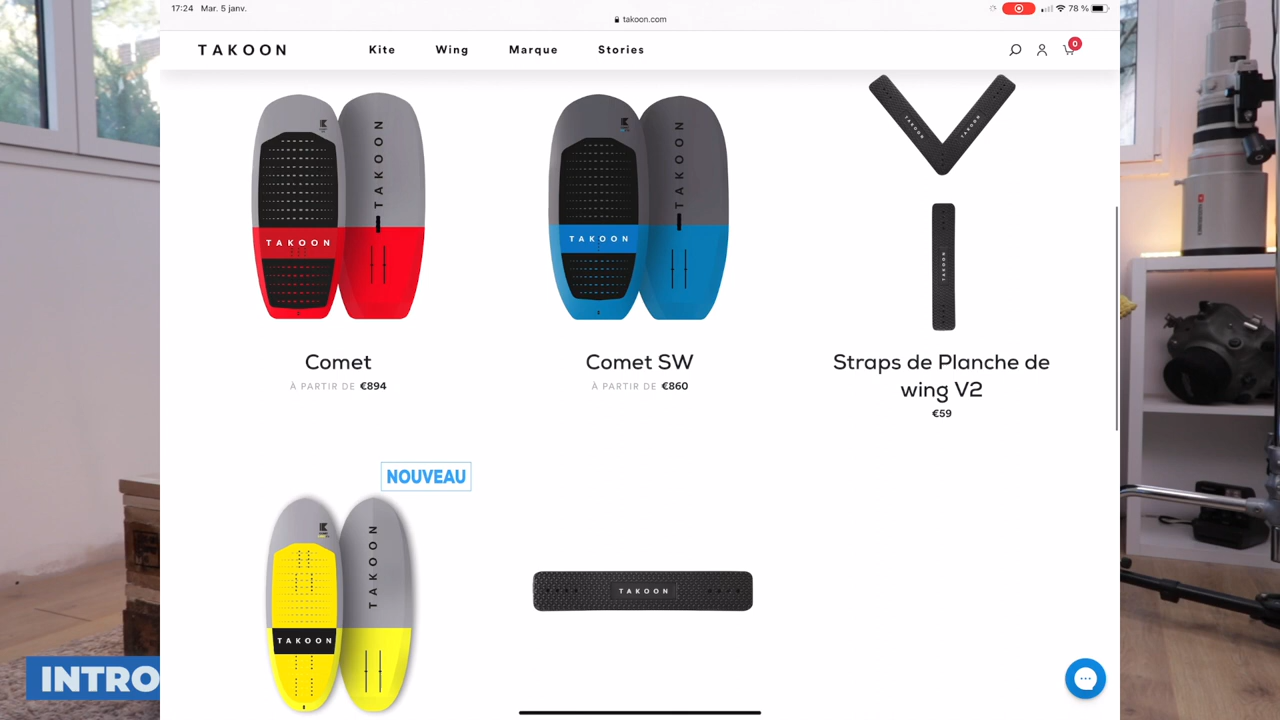 17:24 Mar. 5 janv.
78 %
takoon.com
TAKOON
Kite
Wing
Marque
Stories
0
TAKOON
TAKOON
TAKOON
TAKOON
TAKOON
TAKOON
TAKOON
Comet
À PARTIR DE €894
Comet SW
À PARTIR DE €860
Straps de Planche de
wing V2
€59
NOUVEAU
TAKOON
TAKOON
TAKOON
INTRO